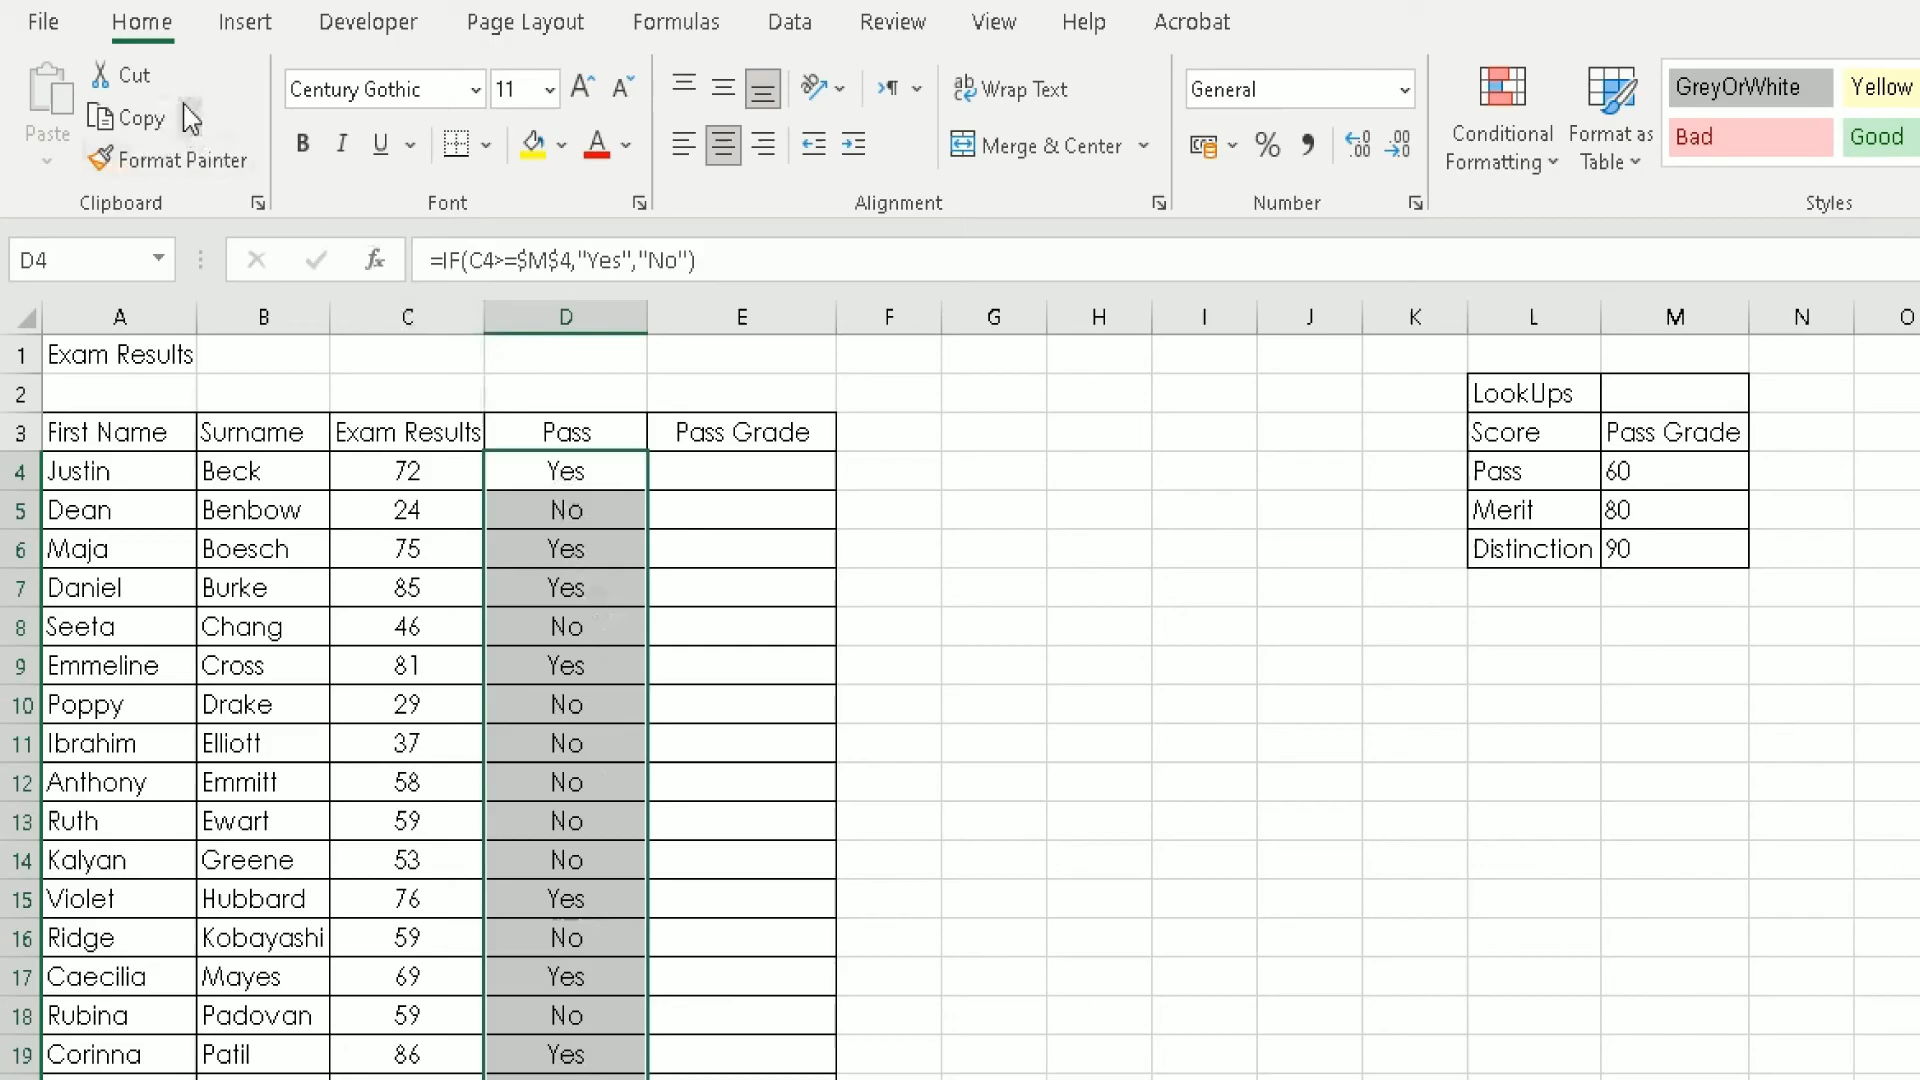 File Home Insert Developer Page Layout Formulas Data Review View Help Acrobat
Paste Cut Copy Format Painter
Century Gothic 11
B I U A
ab Wrap Text
Merge & Center
General
% .00 .00
Conditional Formatting
Format as Table
GreyOrWhite Yellow
Bad Good
Clipboard Font Alignment Number Styles
D4 fx =IF(C4>=$M$4,"Yes","No")
A B C D E F G H I J K L M N O
1 Exam Results
2 LookUps
3 First Name Surname Exam Results Pass Pass Grade Score Pass Grade
4 Justin Beck 72 Yes Pass 60
5 Dean Benbow 24 No Merit 80
6 Maja Boesch 75 Yes Distinction 90
7 Daniel Burke 85 Yes
8 Seeta Chang 46 No
9 Emmeline Cross 81 Yes
10 Poppy Drake 29 No
11 Ibrahim Elliott 37 No
12 Anthony Emmitt 58 No
13 Ruth Ewart 59 No
14 Kalyan Greene 53 No
15 Violet Hubbard 76 Yes
16 Ridge Kobayashi 59 No
17 Caecilia Mayes 69 Yes
18 Rubina Padovan 59 No
19 Corinna Patil 86 Yes